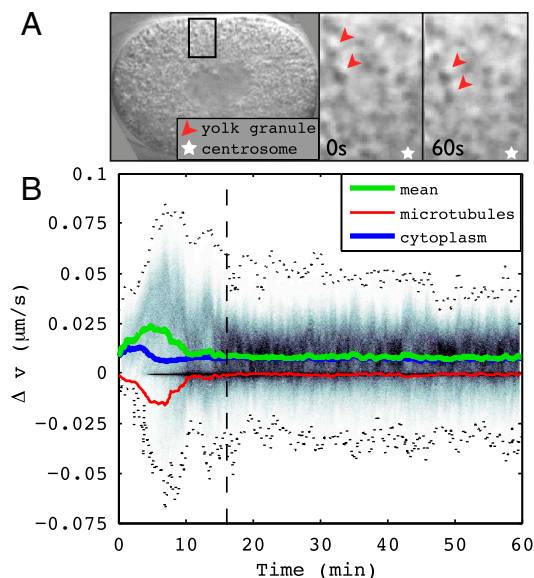 A
yolk granule
centrosome
0s
60s
B
0.1
0.075
0.05
0.025
0
−0.025
−0.05
−0.075
Δ v (μm/s)
mean
microtubules
cytoplasm
0 10 20 30 40 50 60
Time (min)